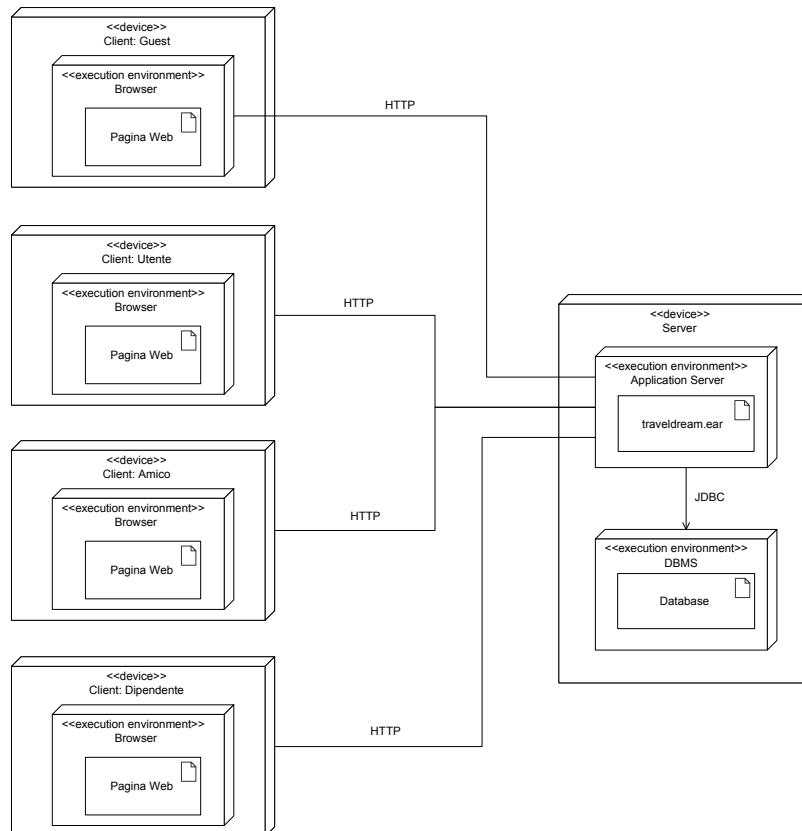 <<device>>
Client: Guest
<<execution environment>>
Browser
Pagina Web
HTTP
<<device>>
Client: Utente
<<execution environment>>
Browser
Pagina Web
HTTP
<<device>>
Server
<<execution environment>>
Application Server
traveldream.ear
JDBC
<<execution environment>>
DBMS
Database
<<device>>
Client: Amico
<<execution environment>>
Browser
Pagina Web
HTTP
<<device>>
Client: Dipendente
<<execution environment>>
Browser
Pagina Web
HTTP